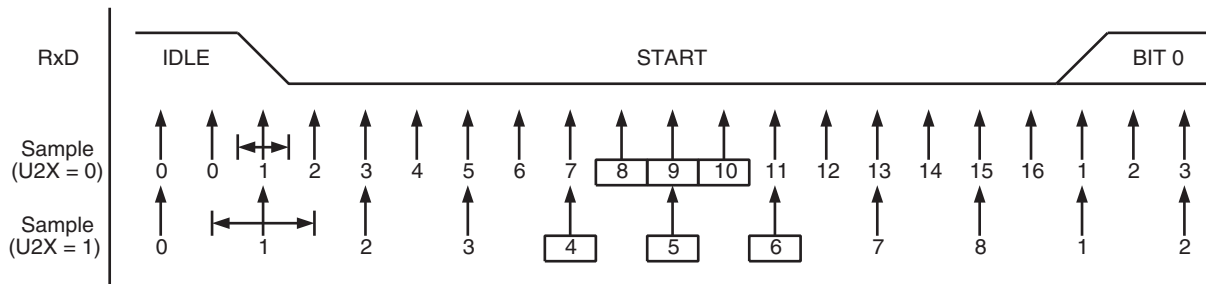 RxD IDLE START BIT 0
Sample
(U2X = 0)
0 0 1 2 3 4 5 6 7 8 9 10 11 12 13 14 15 16 1 2 3
Sample
(U2X = 1)
0 1 2 3 4 5 6 7 8 1 2